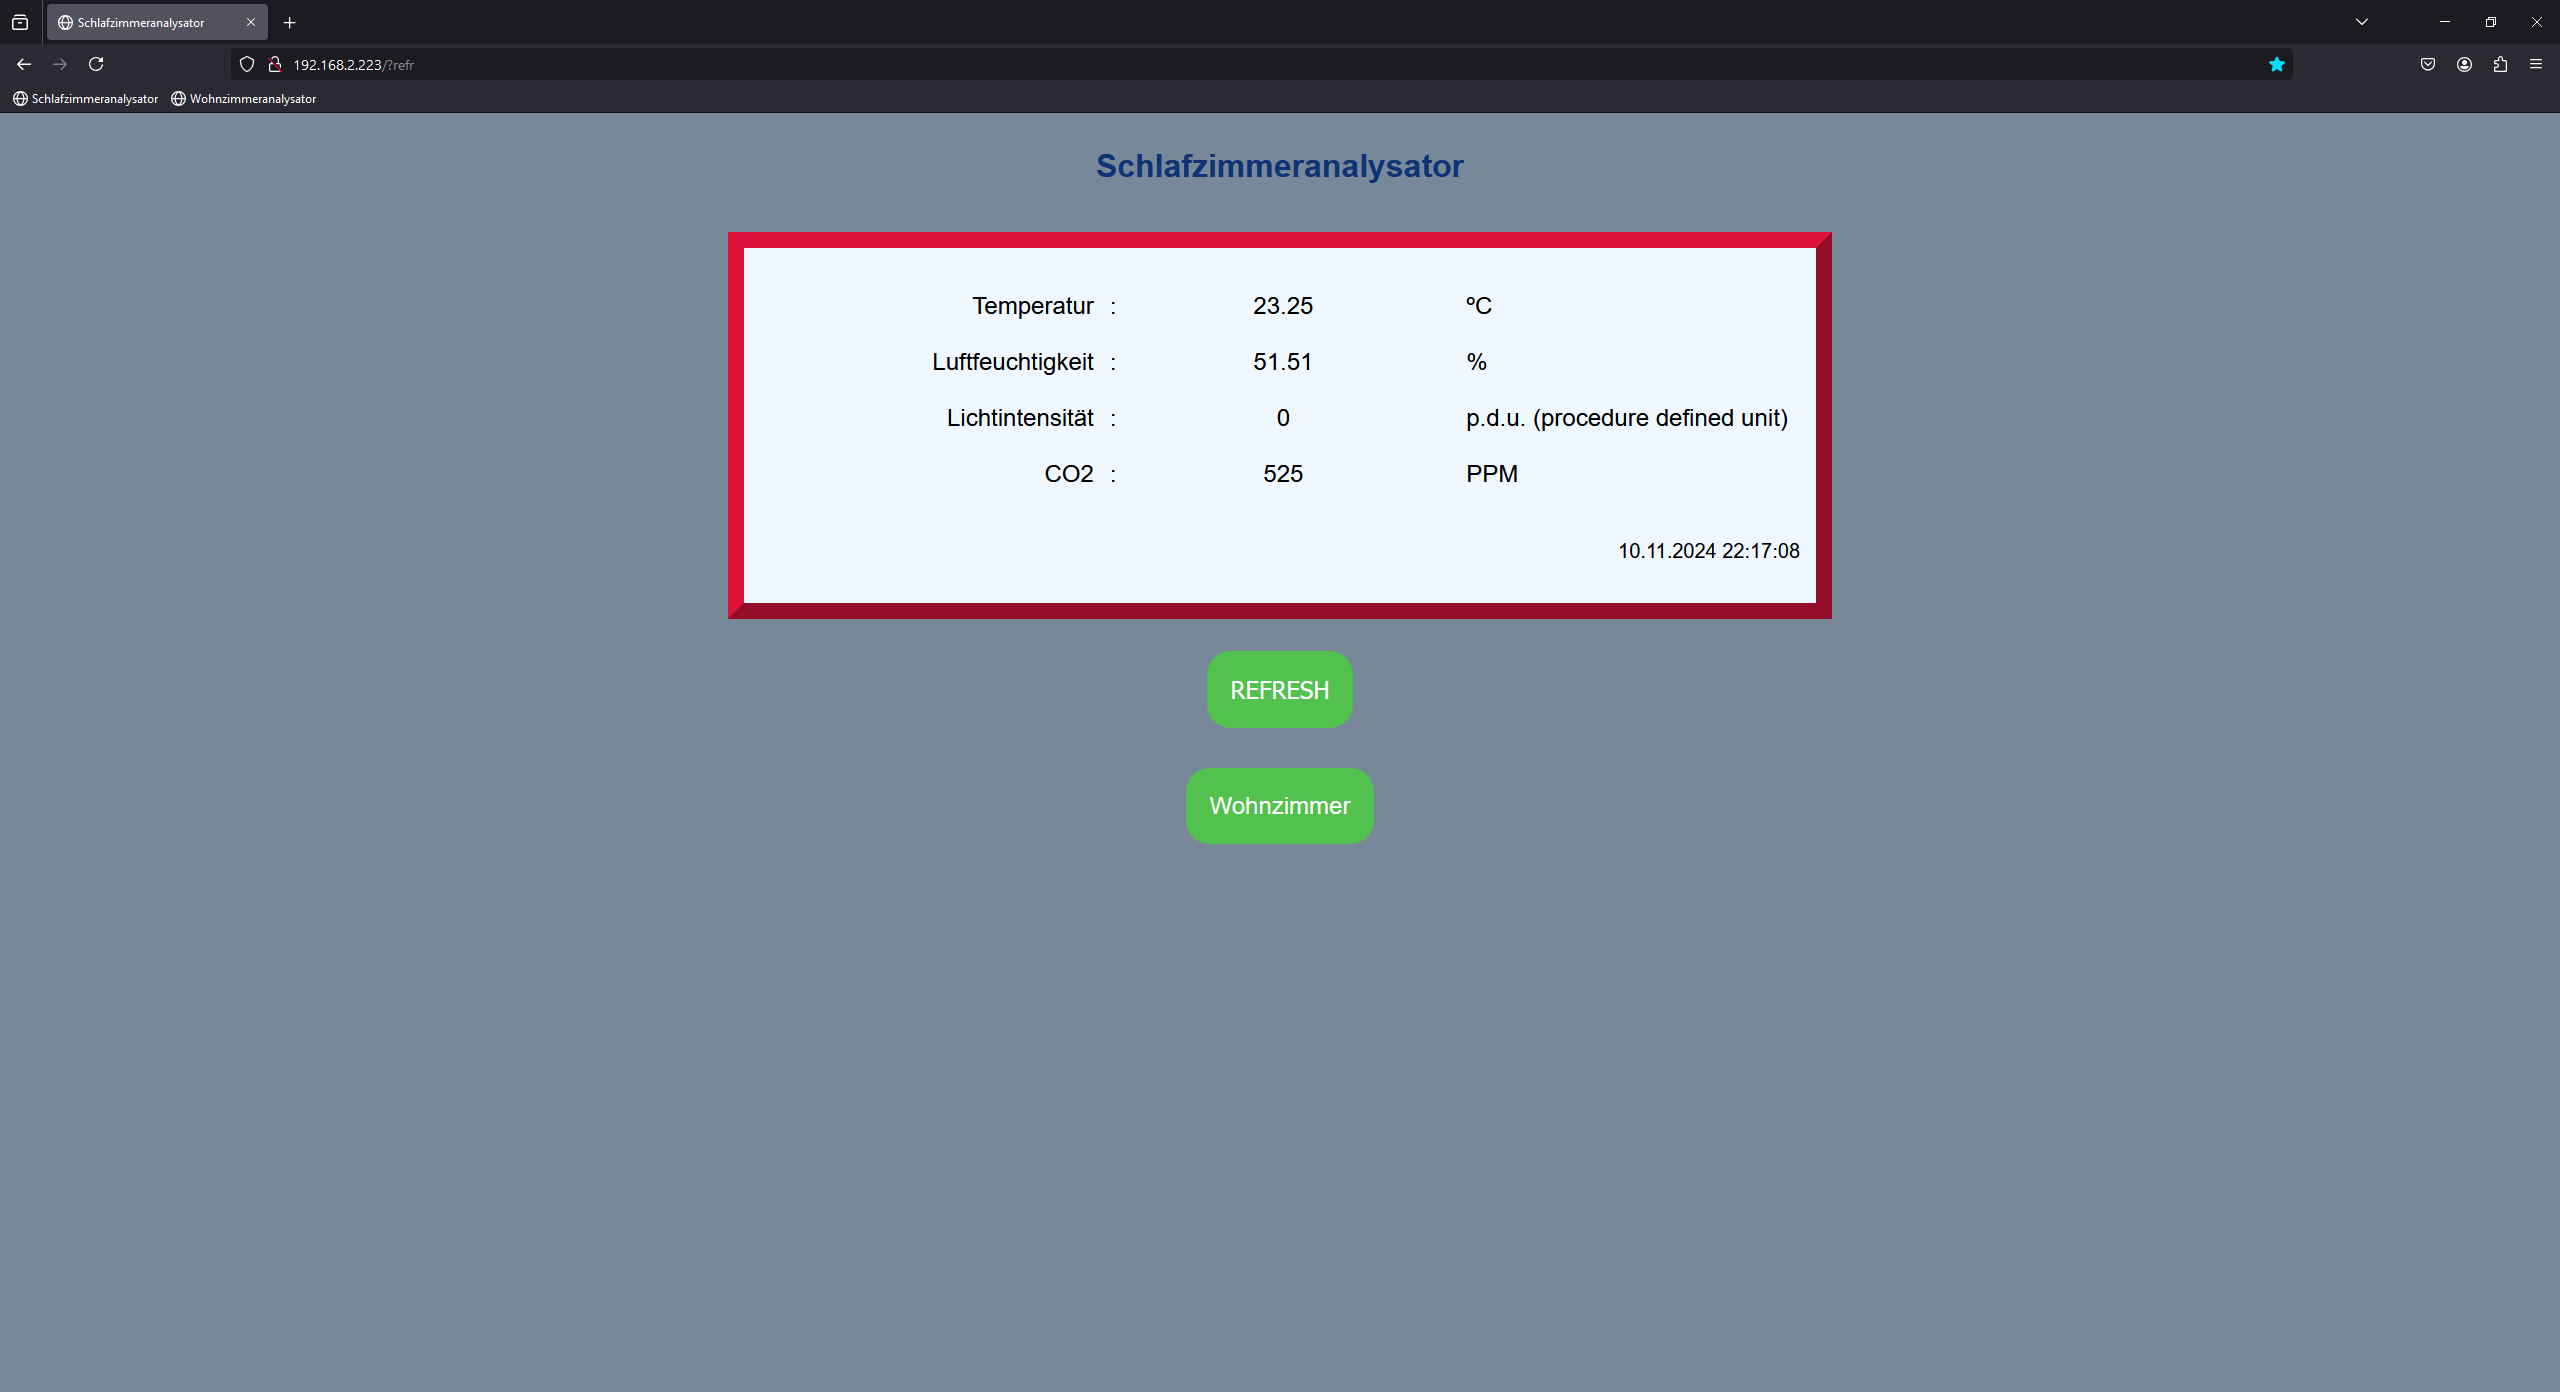 Schlafzimmeranalysator
192.168.2.223/?refr
Schlafzimmeranalysator Wohnzimmeranalysator
Schlafzimmeranalysator
Temperatur : 23.25 ºC
Luftfeuchtigkeit : 51.51 %
Lichtintensität : 0 p.d.u. (procedure defined unit)
CO2 : 525 PPM
10.11.2024 22:17:08
REFRESH
Wohnzimmer